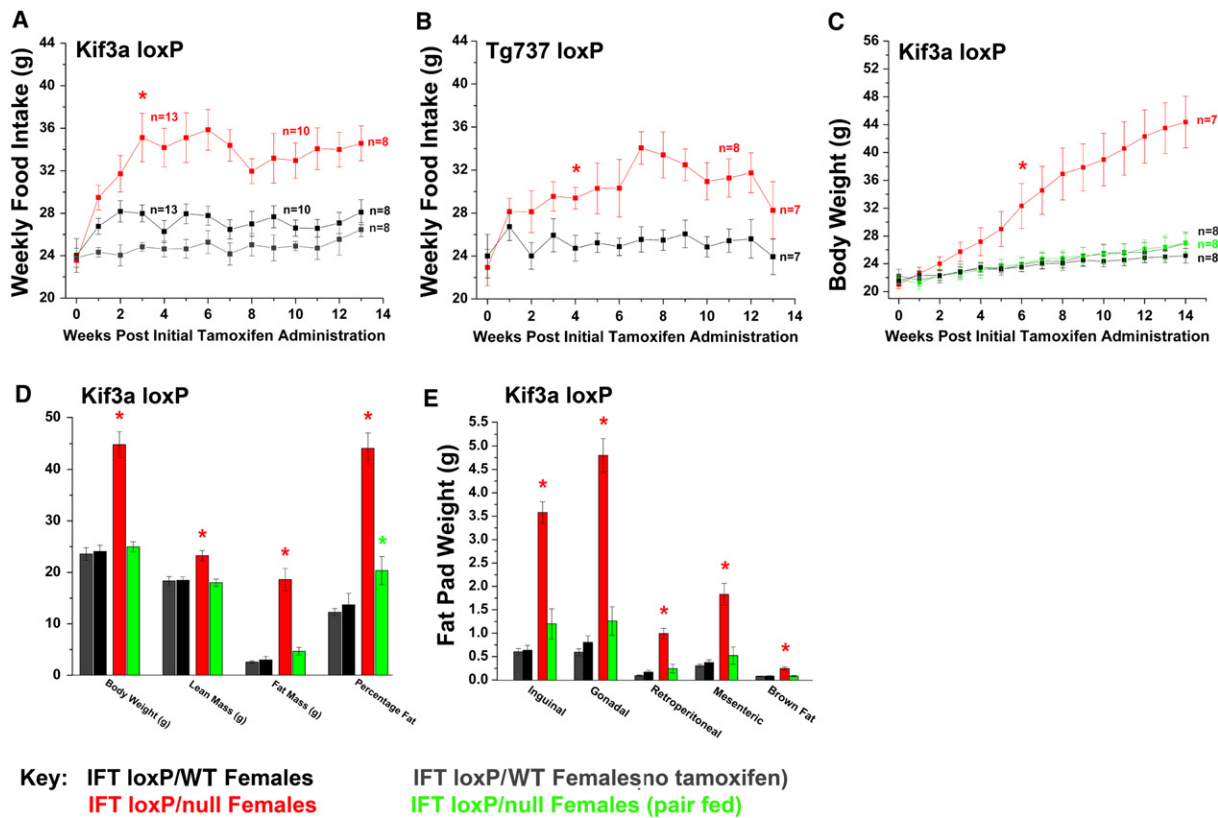 A
Kif3a loxP
Weekly Food Intake (g)
44
40
36
32
28
24
20
*
n=13
n=10
n=8
n=13
n=10
n=8
n=8
0 2 4 6 8 10 12 14
Weeks Post Initial Tamoxifen Administration
B
Tg737 loxP
Weekly Food Intake (g)
44
40
36
32
28
24
20
*
n=8
n=7
n=7
0 2 4 6 8 10 12 14
Weeks Post Initial Tamoxifen Administration
C
Kif3a loxP
Body Weight (g)
56
52
48
44
40
36
32
28
24
20
*
n=7
n=8
n=8
n=8
0 2 4 6 8 10 12 14
Weeks Post Initial Tamoxifen Administration
D
Kif3a loxP
50
40
30
20
10
0
* * * * *
Body Weight (g)
Lean Mass (g)
Fat Mass (g)
Percentage Fat
E
Kif3a loxP
Fat Pad Weight (g)
5.5
5.0
4.5
4.0
3.5
3.0
2.5
2.0
1.5
1.0
0.5
0.0
* * * * *
Inguinal
Gonadal
Retroperitoneal
Mesenteric
Brown Fat
Key: IFT loxP/WT Females
IFT loxP/WT Females no tamoxifen)
IFT loxP/null Females
IFT loxP/null Females (pair fed)